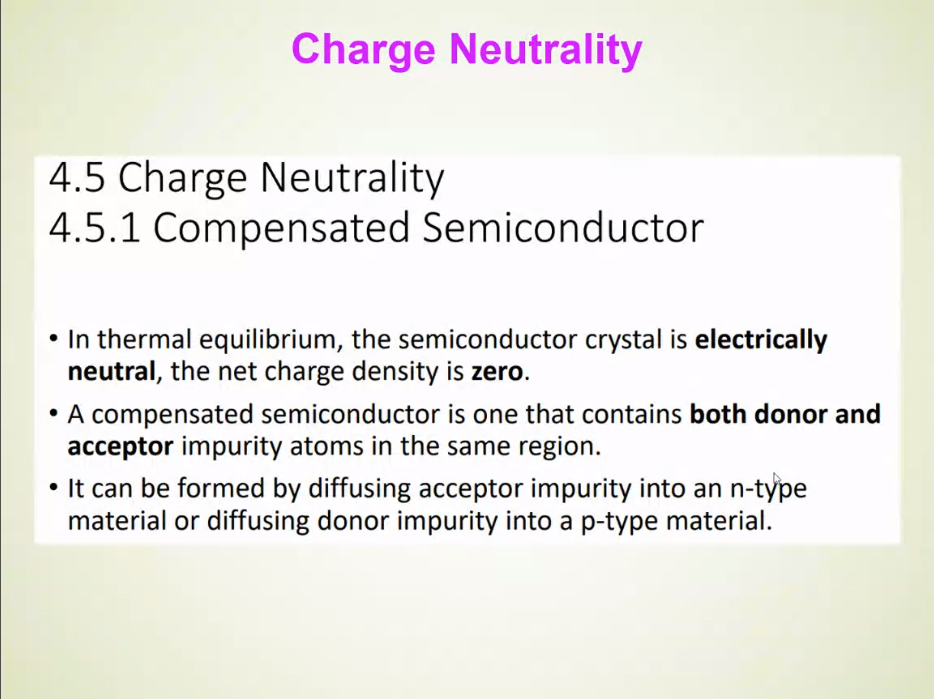 Charge Neutrality
4.5 Charge Neutrality
4.5.1 Compensated Semiconductor
• In thermal equilibrium, the semiconductor crystal is electrically
neutral, the net charge density is zero.
• A compensated semiconductor is one that contains both donor and
acceptor impurity atoms in the same region.
• It can be formed by diffusing acceptor impurity into an n-type
material or diffusing donor impurity into a p-type material.